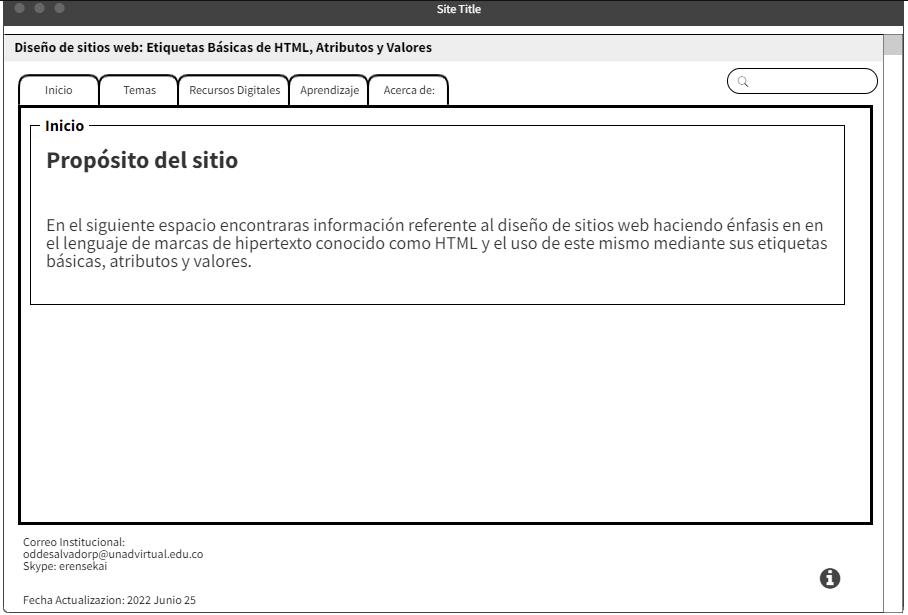 Site Title
Diseño de sitios web: Etiquetas Básicas de HTML, Atributos y Valores
Inicio
Temas
Recursos Digitales
Aprendizaje
Acerca de:
Inicio
Propósito del sitio
En el siguiente espacio encontraras información referente al diseño de sitios web haciendo énfasis en en
el lenguaje de marcas de hipertexto conocido como HTML y el uso de este mismo mediante sus etiquetas
básicas, atributos y valores.
Correo Institucional:
oddesalvadorp@unadvirtual.edu.co
Skype: erensekai
Fecha Actualizazion: 2022 Junio 25